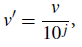 v′ = v/10^j,